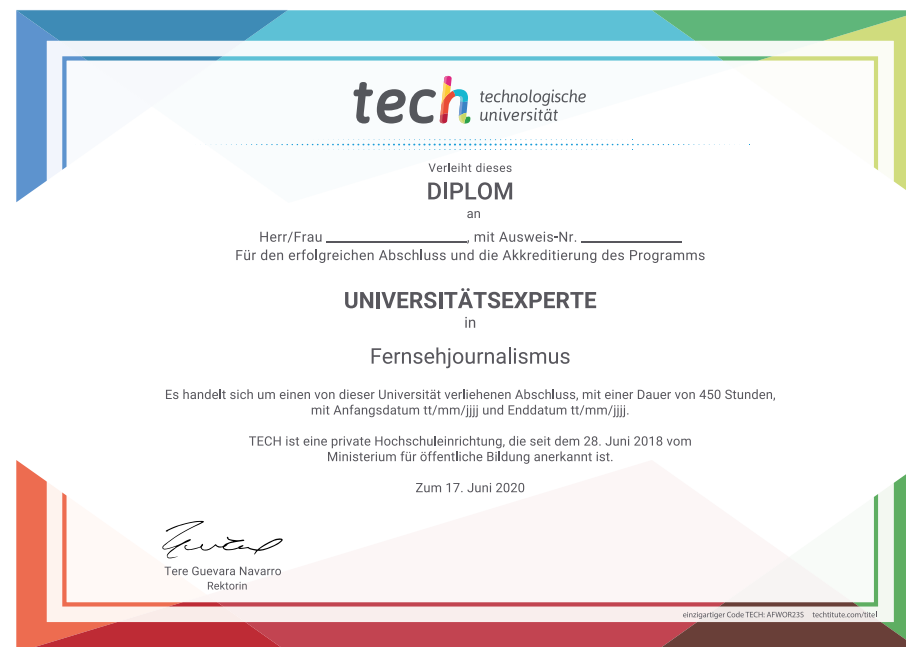 tech technologische
universität
Verleiht dieses
DIPLOM
an
Herr/Frau ____________, mit Ausweis-Nr. ____________
Für den erfolgreichen Abschluss und die Akkreditierung des Programms
UNIVERSITÄTSEXPERTE
in
Fernsehjournalismus
Es handelt sich um einen von dieser Universität verliehenen Abschluss, mit einer Dauer von 450 Stunden,
mit Anfangsdatum tt/mm/jjjj und Enddatum tt/mm/jjjj.
TECH ist eine private Hochschuleinrichtung, die seit dem 28. Juni 2018 vom
Ministerium für öffentliche Bildung anerkannt ist.
Zum 17. Juni 2020
Tere Guevara Navarro
Rektorin
einzigartiger Code TECH: AFWOR23S techtitute.com/titel